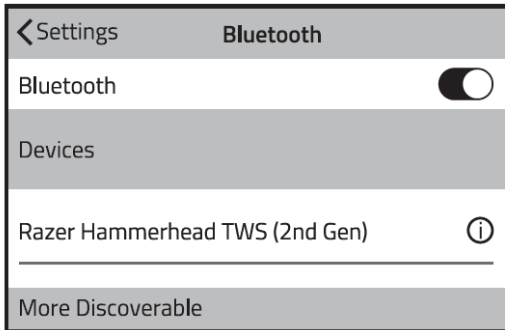 Settings
Bluetooth
Bluetooth
Devices
Razer Hammerhead TWS (2nd Gen)
More Discoverable